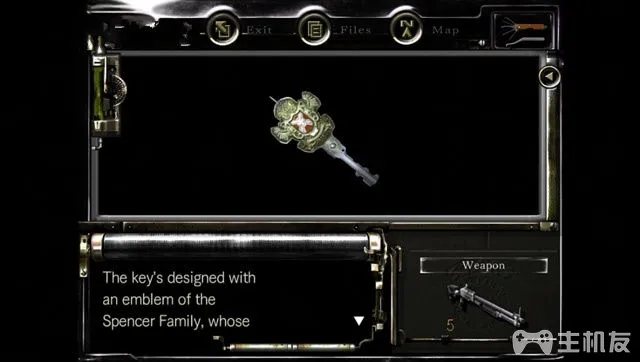 Exit
Files
Map
The key's designed with
an emblem of the
Spencer Family, whose
Weapon
5
主机友